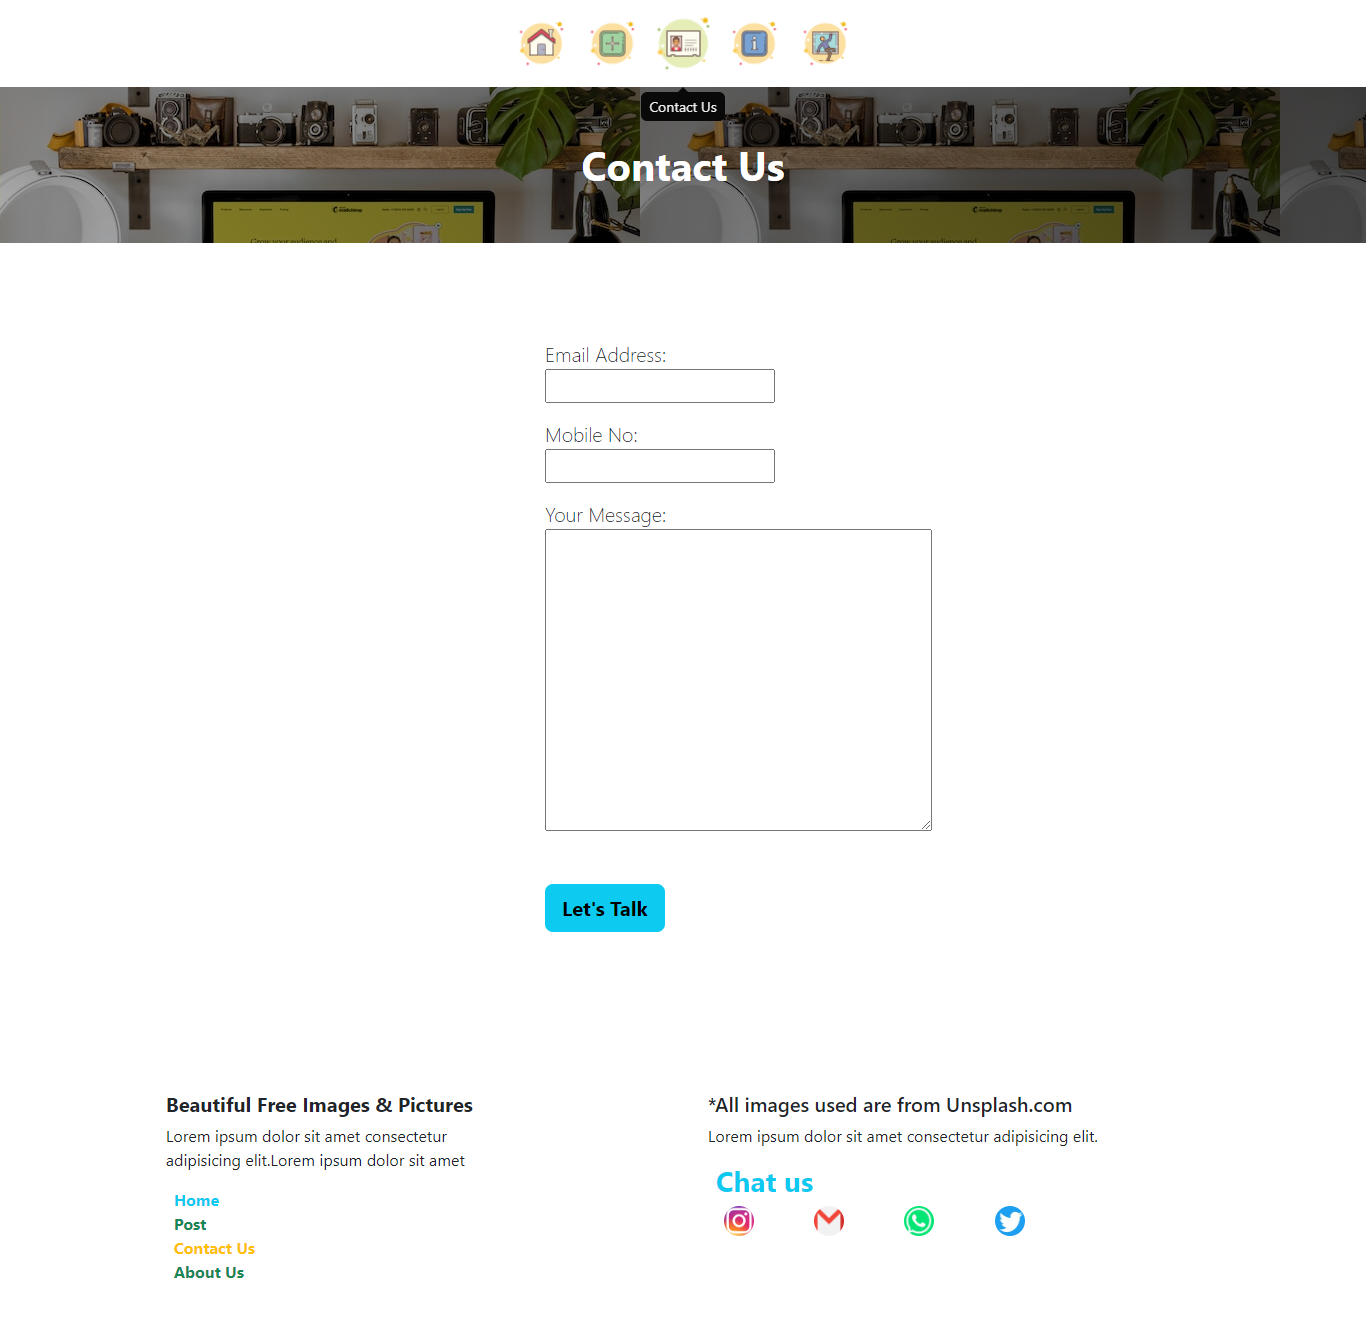 Contact Us
Contact Us
Email Address:
Mobile No:
Your Message:
Let's Talk
Beautiful Free Images & Pictures
Lorem ipsum dolor sit amet consectetur
adipisicing elit.Lorem ipsum dolor sit amet
Home
Post
Contact Us
About Us
*All images used are from Unsplash.com
Lorem ipsum dolor sit amet consectetur adipisicing elit.
Chat us